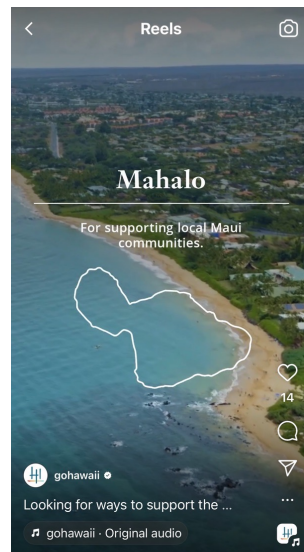 Reels
Mahalo
For supporting local Maui
communities.
14
gohawaii
Looking for ways to support the ...
gohawaii · Original audio